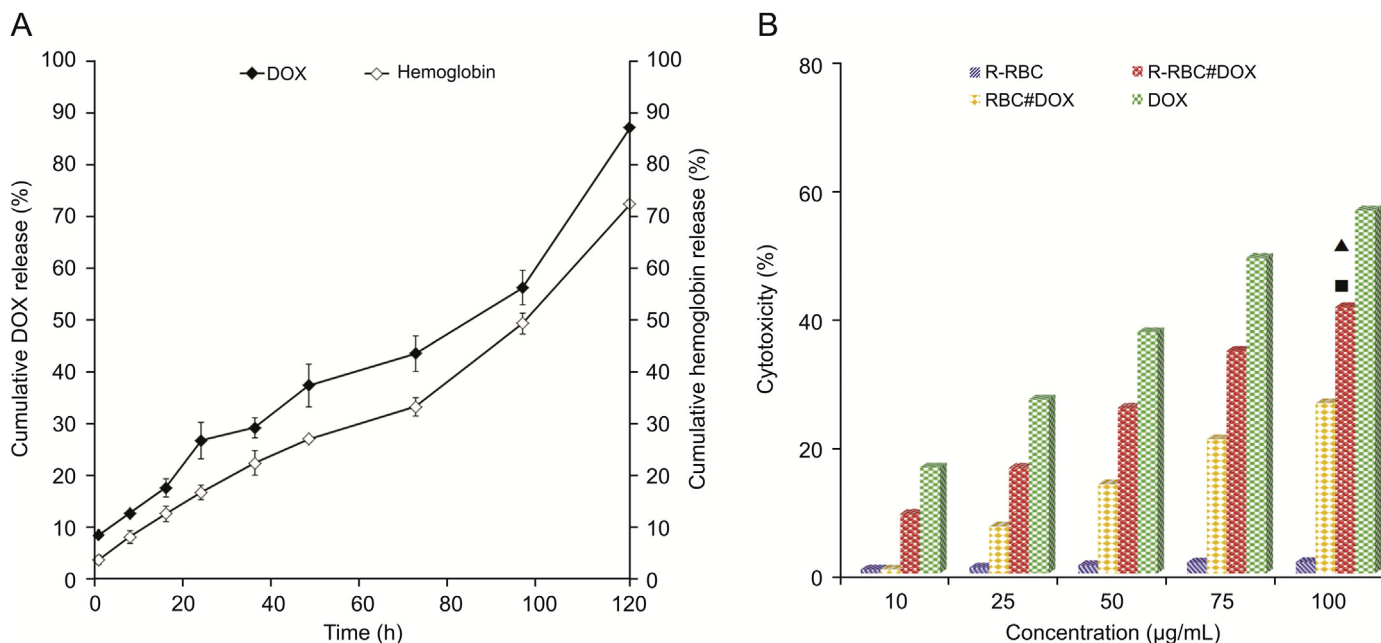 A
Cumulative DOX release (%)
100
90
80
70
60
50
40
30
20
10
0
DOX
Hemoglobin
100
90
80
70
60
50
40
30
20
10
0
Cumulative hemoglobin release (%)
0 20 40 60 80 100 120
Time (h)
B
Cytotoxicity (%)
80
60
40
20
0
R-RBC R-RBC#DOX
RBC#DOX DOX
10 25 50 75 100
Concentration (µg/mL)